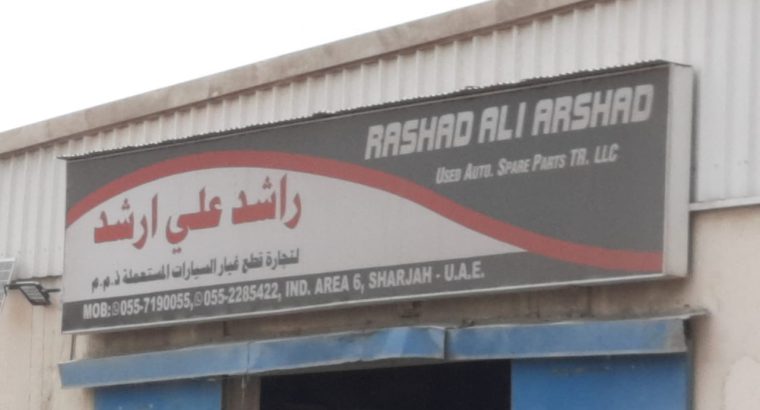 RASHAD ALI ARSHAD
USED AUTO. SPARE PARTS TR. LLC
راشد علي ارشد
لتجارة قطع غيار السيارات المستعملة ذ.م.م
MOB: 055-7190055, 055-2285422, IND. AREA 6, SHARJAH - U.A.E.